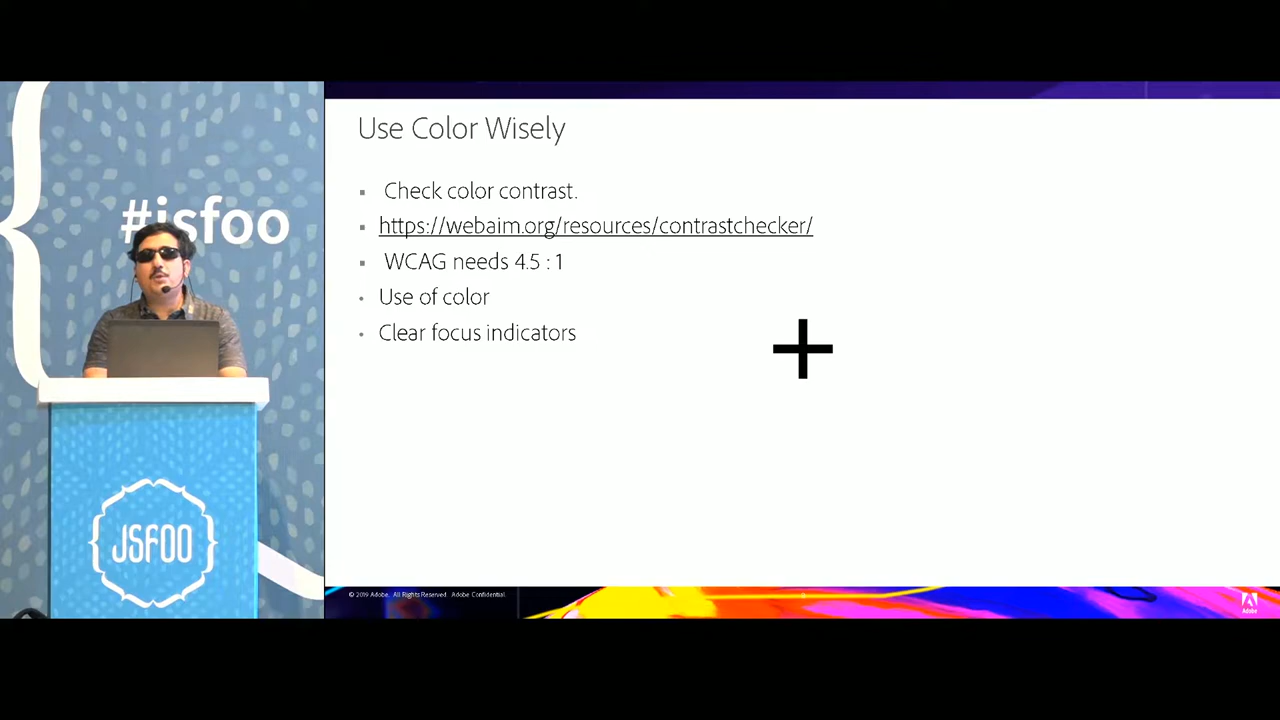 #jsfoo
JSFOO
Use Color Wisely
Check color contrast.
https://webaim.org/resources/contrastchecker/
WCAG needs 4.5 : 1
Use of color
Clear focus indicators
© 2019 Adobe. All Rights Reserved. Adobe Confidential.
Adobe